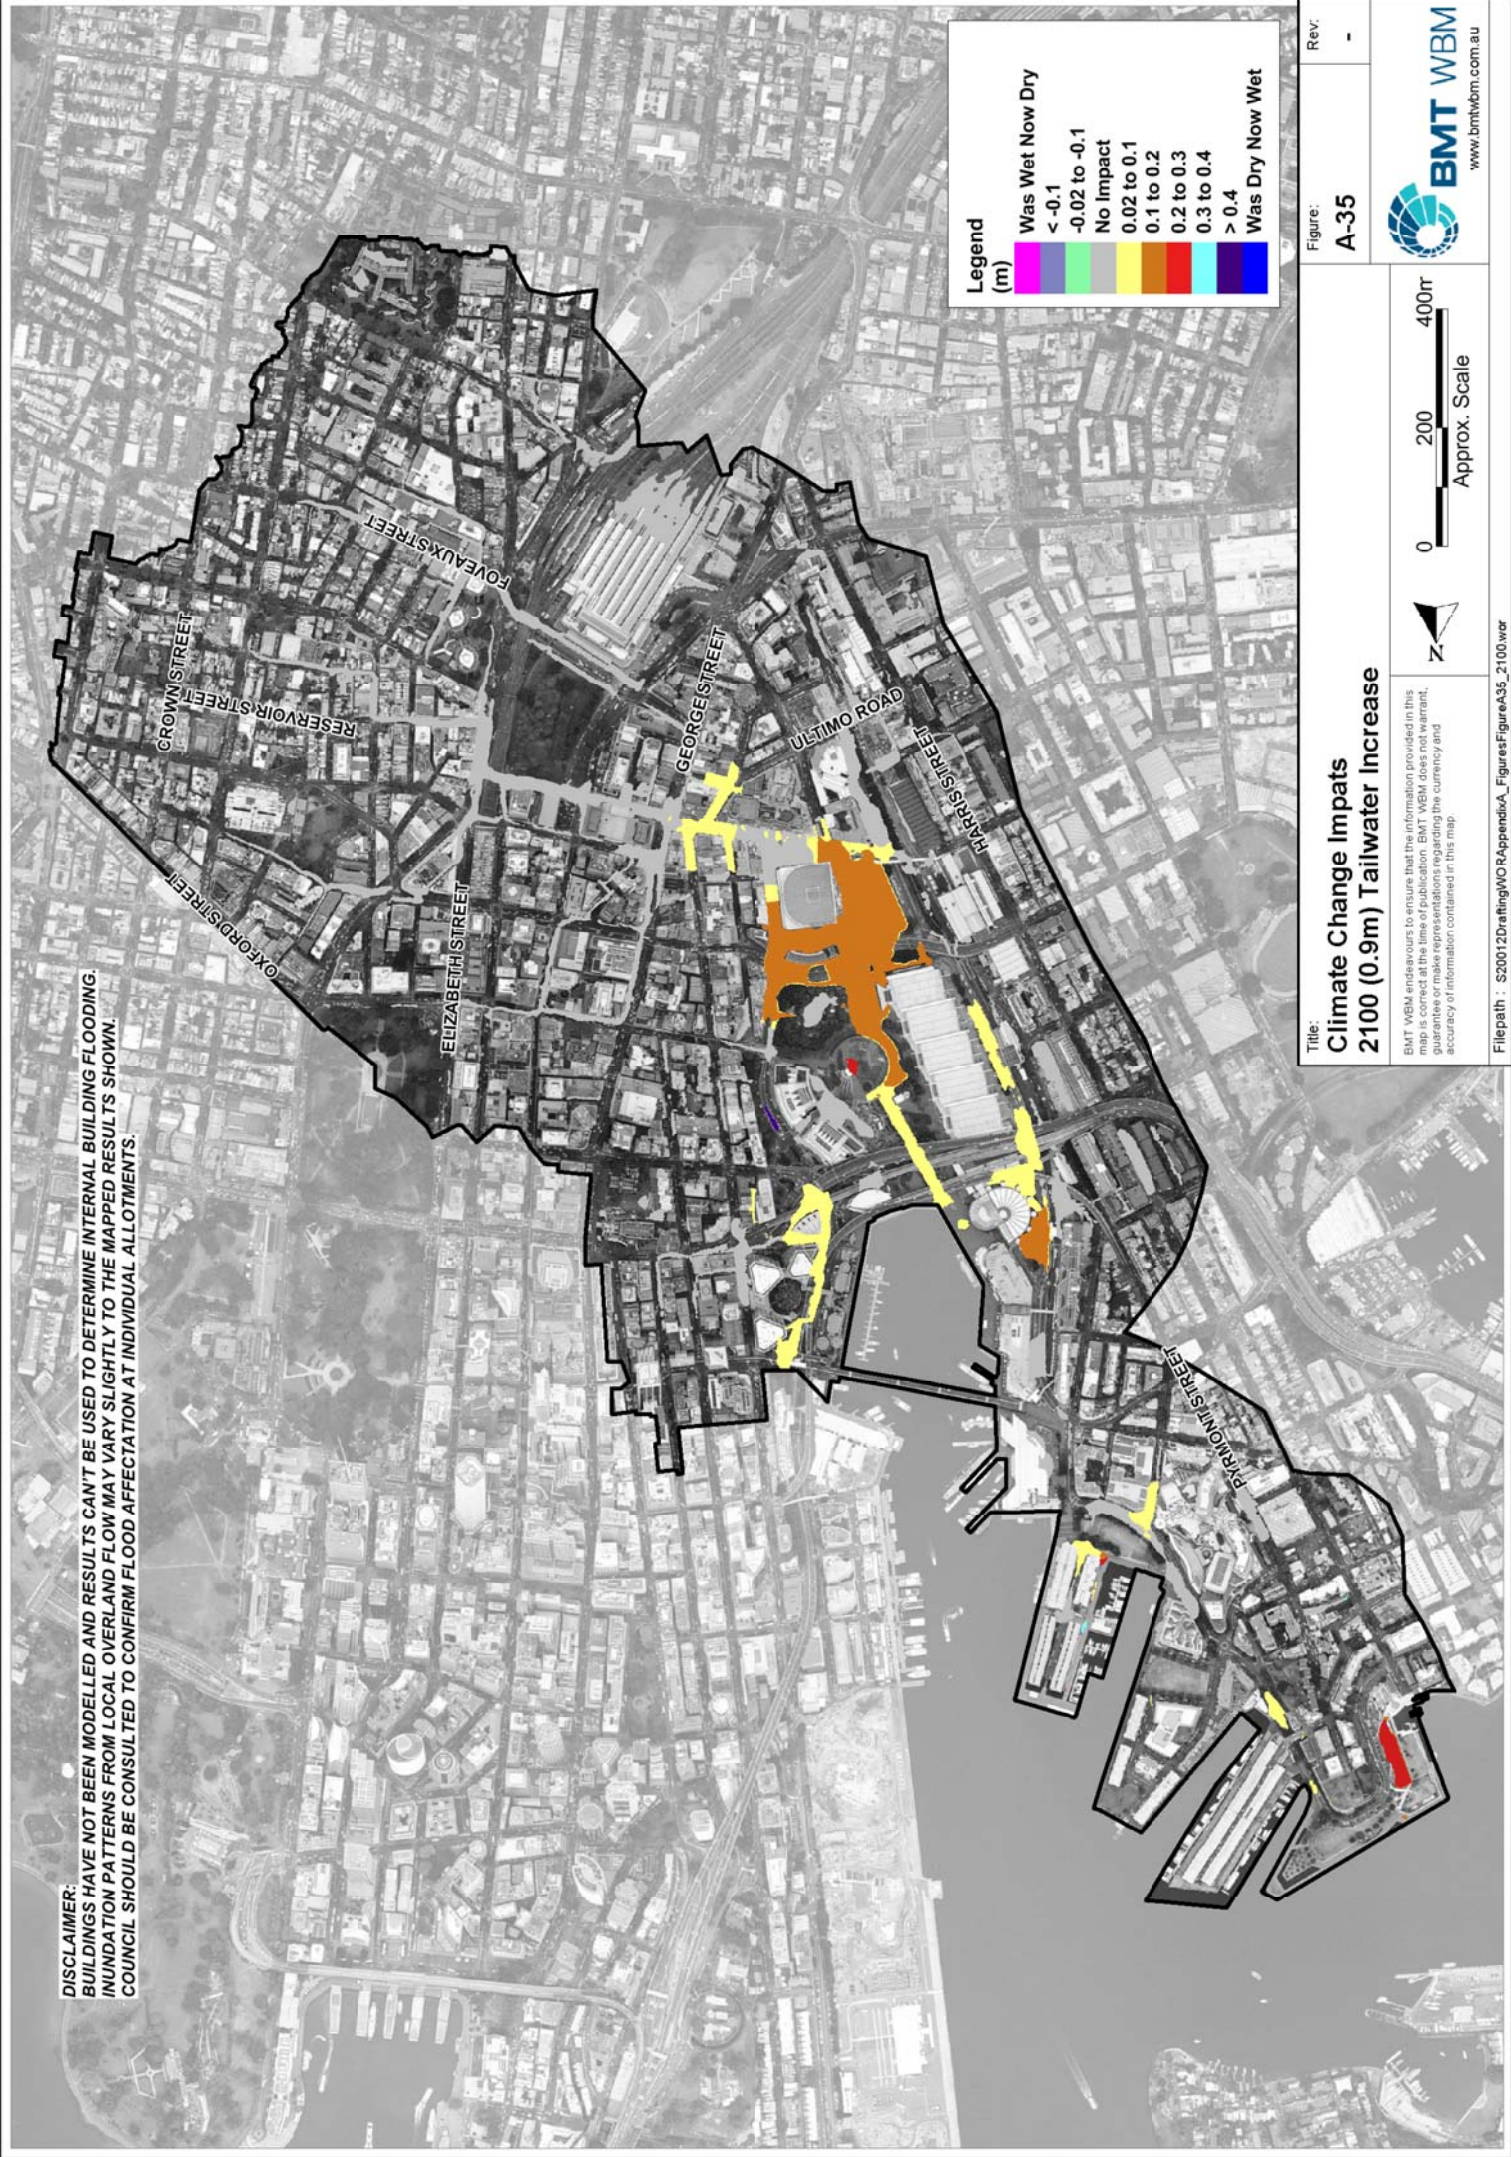 DISCLAIMER:
BUILDINGS HAVE NOT BEEN MODELLED AND RESULTS CAN'T BE USED TO DETERMINE INTERNAL BUILDING FLOODING.
INUNDATION PATTERNS FROM LOCAL OVERLAND FLOW MAY VARY SLIGHTLY TO THE MAPPED RESULTS SHOWN.
COUNCIL SHOULD BE CONSULTED TO CONFIRM FLOOD AFFECTATION AT INDIVIDUAL ALLOTMENTS.
OXFORD STREET
CROWN STREET
RESERVOIR STREET
FOVEAUX STREET
ELIZABETH STREET
GEORGE STREET
ULTIMO ROAD
HARRIS STREET
PYRMONT STREET
Legend
(m)
Was Wet Now Dry
< -0.1
-0.02 to -0.1
No Impact
0.02 to 0.1
0.1 to 0.2
0.2 to 0.3
0.3 to 0.4
> 0.4
Was Dry Now Wet
Title:
Climate Change Impats
2100 (0.9m) Tailwater Increase
Figure:
A-35
Rev:
-
BMT WBM endeavours to ensure that the information provided in this
map is correct at the time of publication. BMT WBM does not warrant,
guarantee or make representations regarding the currency and
accuracy of information contained in this map.
N
0 200 400m
Approx. Scale
BMT WBM
www.bmtwbm.com.au
Filepath : S20012DraftingWORAppendixA_FiguresFigureA35_2100.wor